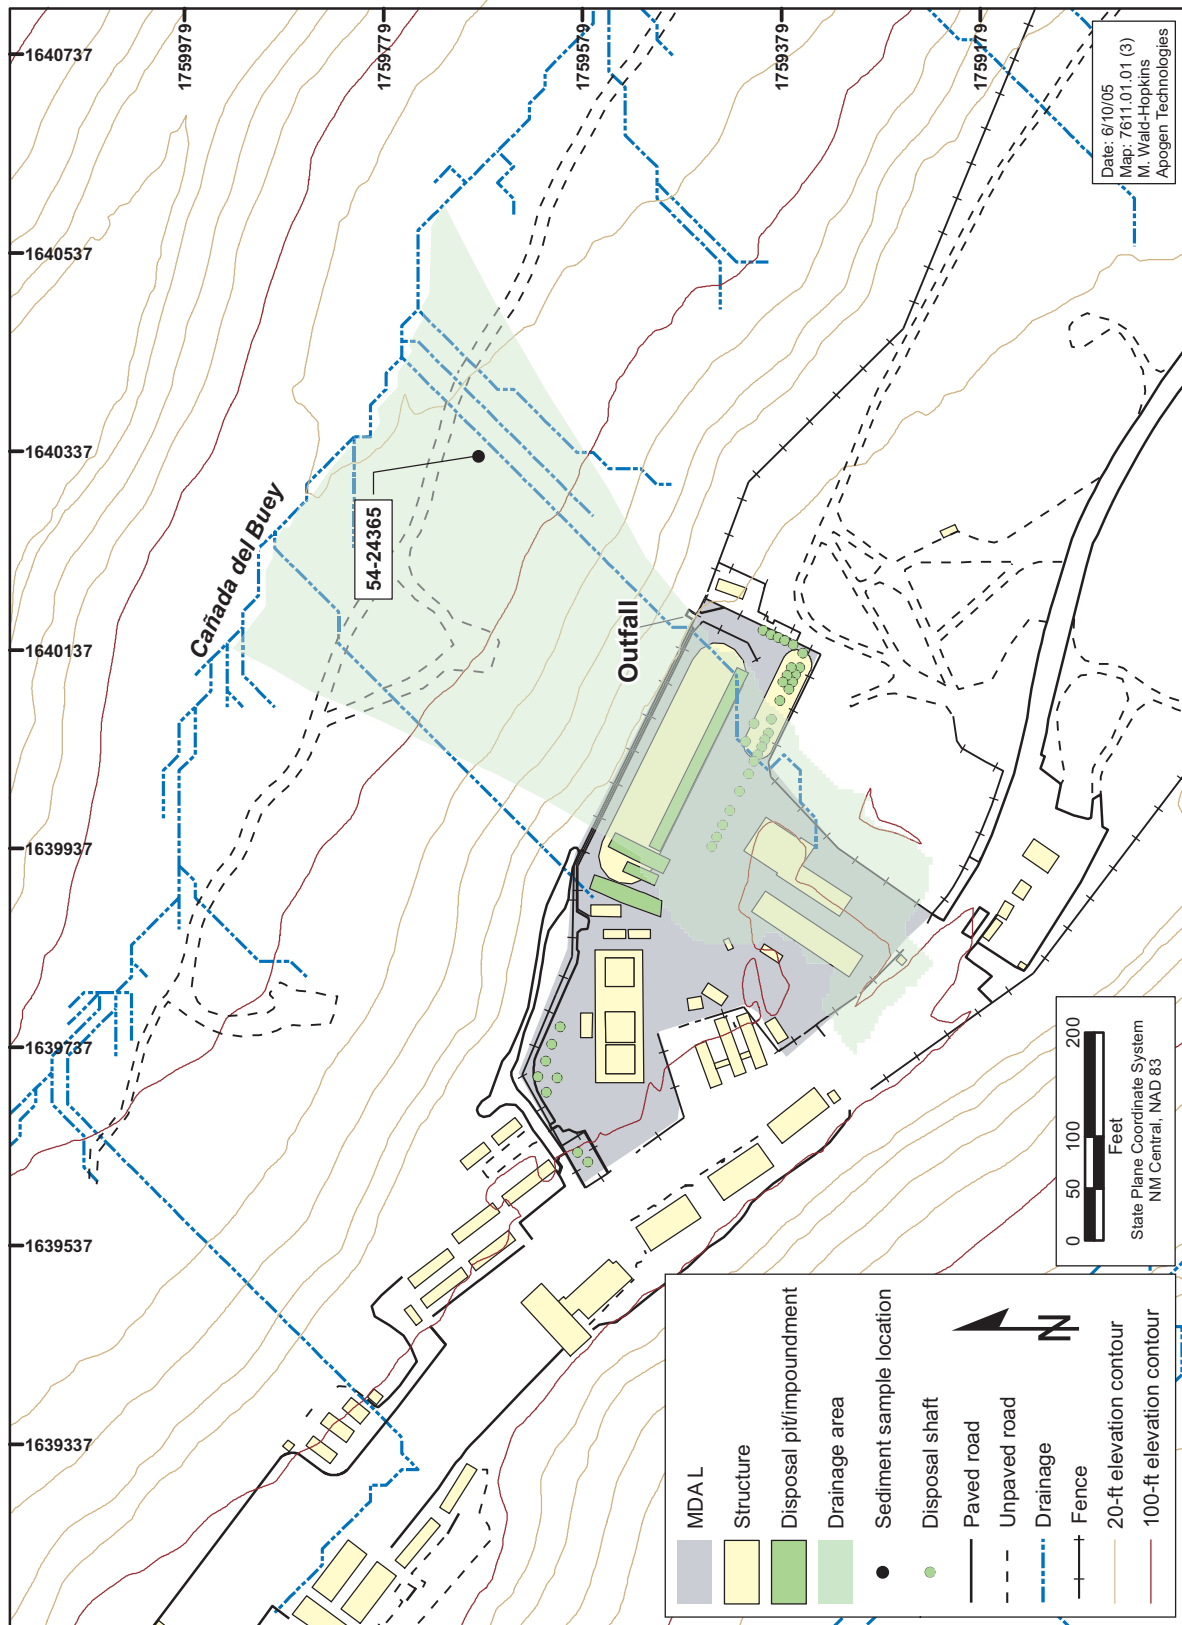 1640737
1640537
1640337
1640137
1639937
1639737
1639537
1639337
1759979
1759779
1759579
1759379
1759179
Cañada del Buey
54-24365
Outfall
Date: 6/10/05
Map: 7611.01.01 (3)
M. Wald-Hopkins
Apogen Technologies
0 50 100 200
Feet
State Plane Coordinate System
NM Central, NAD 83
MDA L
Structure
Disposal pit/impoundment
Drainage area
Sediment sample location
Disposal shaft
Paved road
Unpaved road
Drainage
Fence
20-ft elevation contour
100-ft elevation contour
N